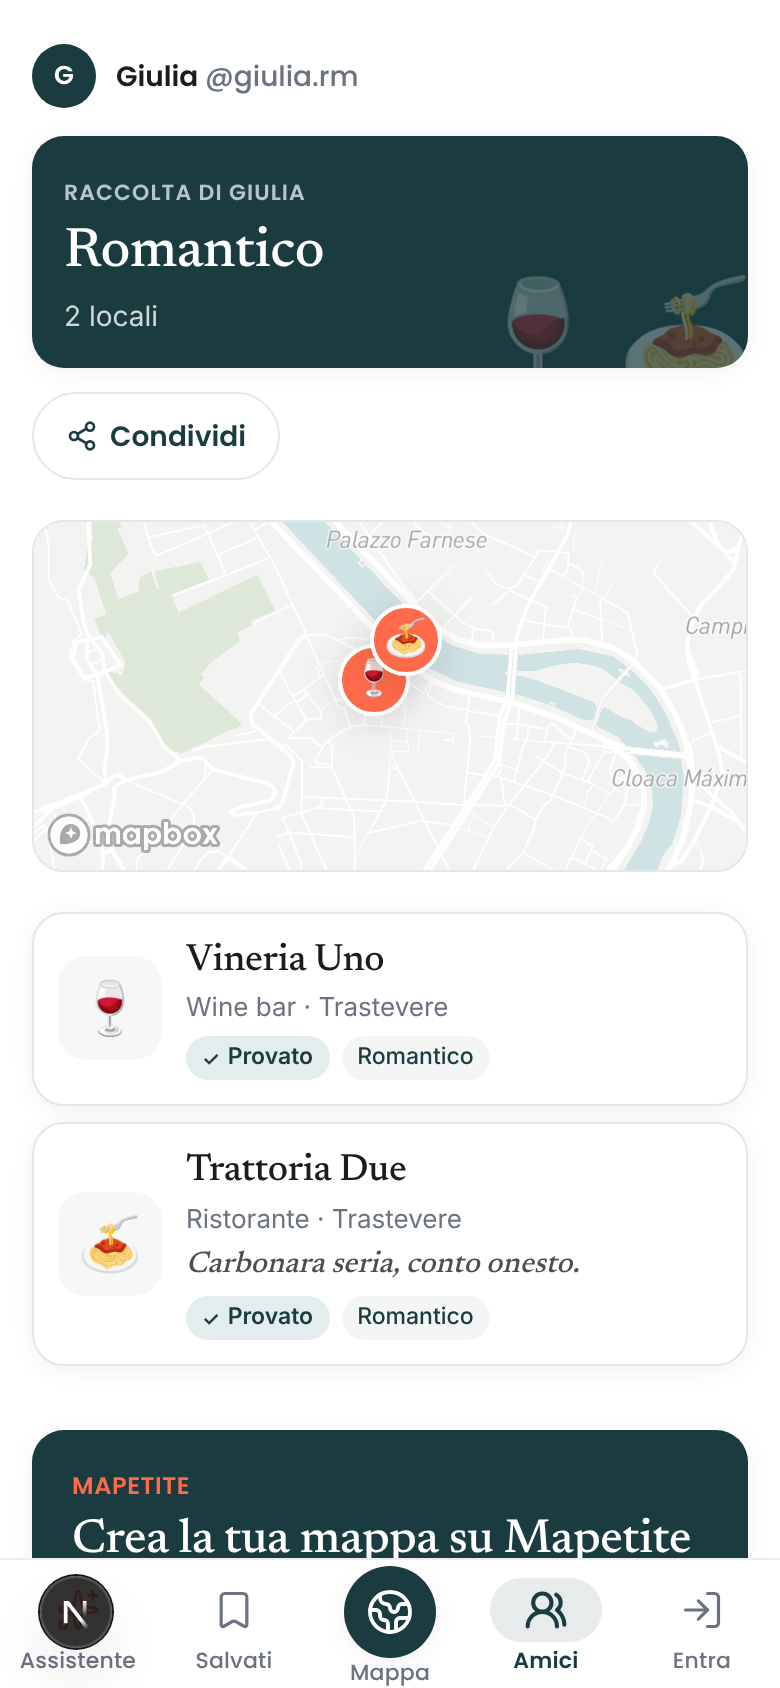 G
Giulia @giulia.rm
RACCOLTA DI GIULIA
Romantico
2 locali
Condividi
Palazzo Farnese
Campi
Cloaca Máxim
mapbox
Vineria Uno
Wine bar · Trastevere
✓ Provato Romantico
Trattoria Due
Ristorante · Trastevere
Carbonara seria, conto onesto.
✓ Provato Romantico
MAPETITE
Crea la tua mappa su Mapetite
N
Assistente Salvati Mappa Amici Entra